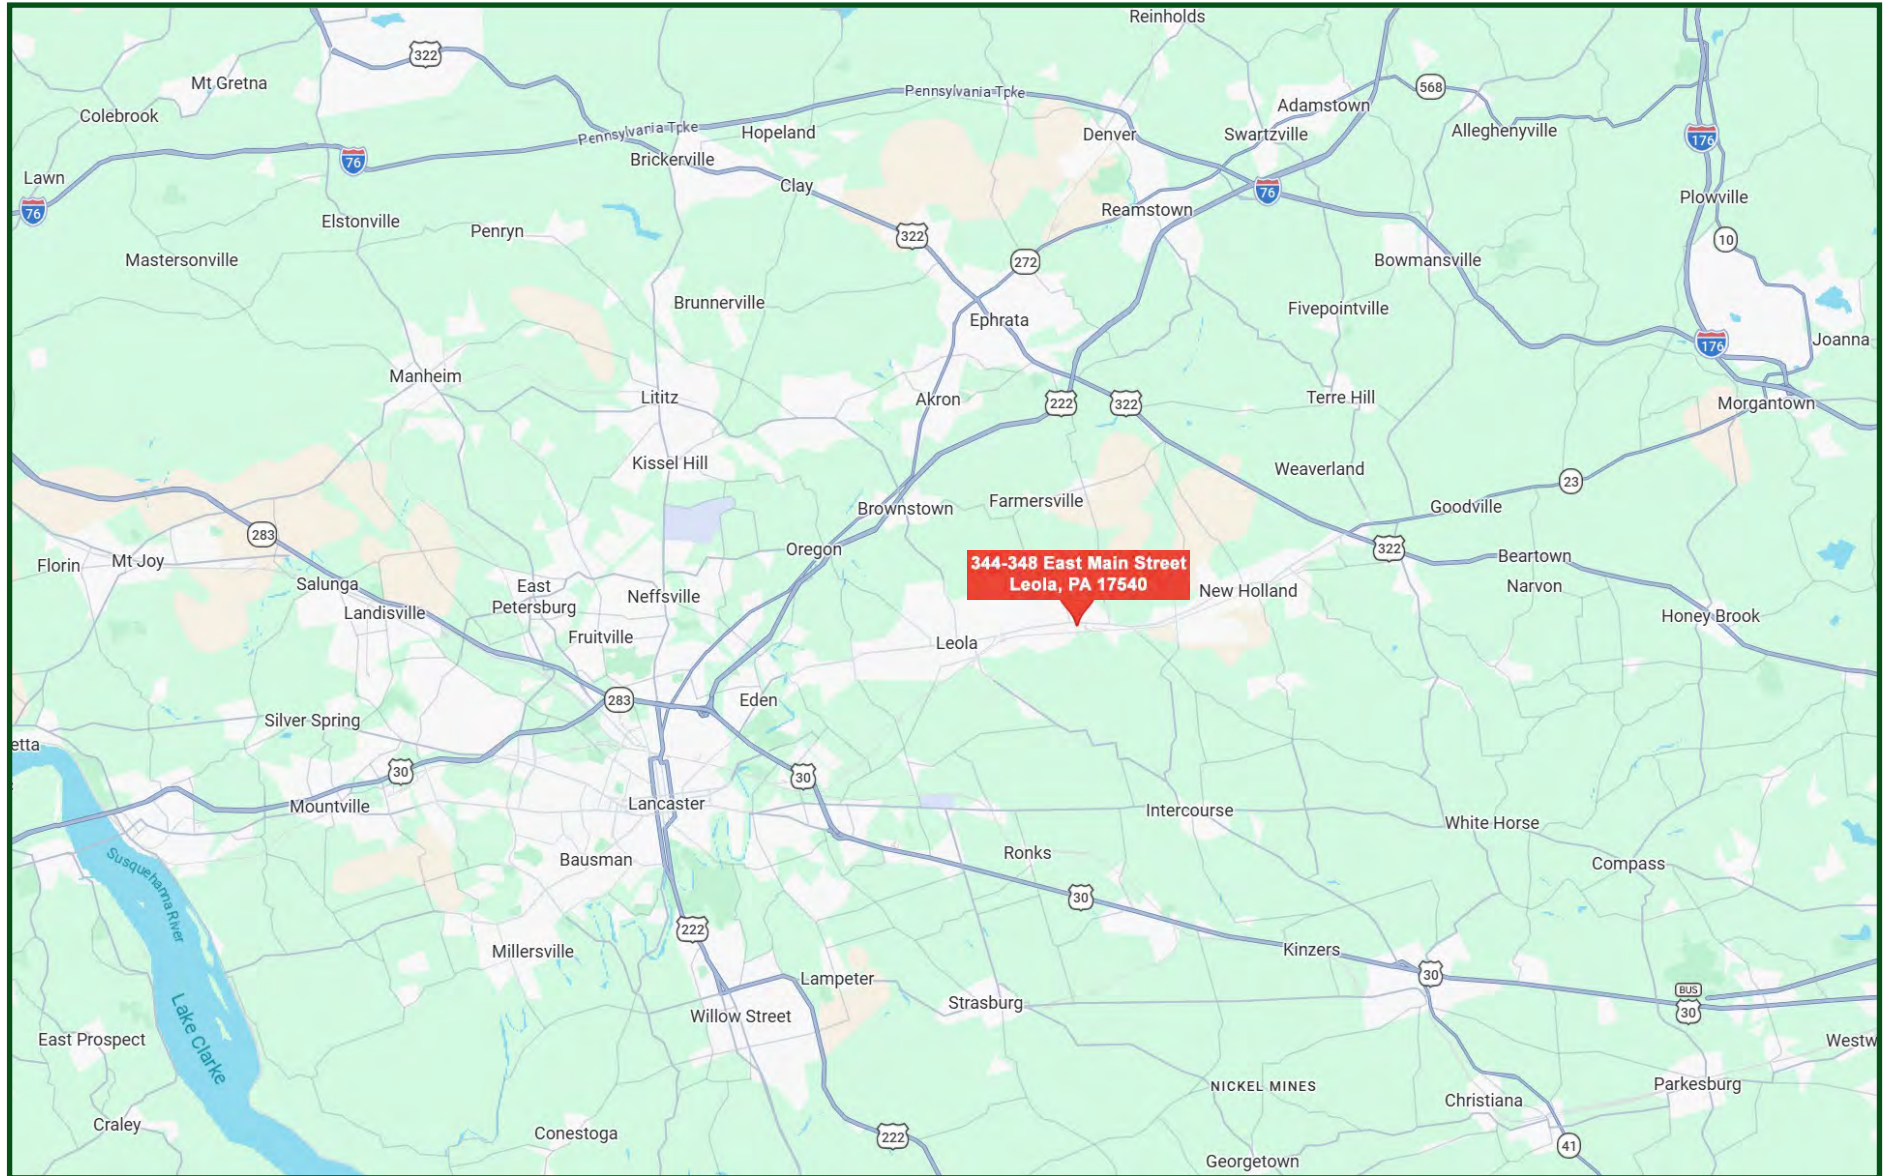 Reinholds
322
Mt Gretna
Pennsylvania Tpke
568
Adamstown
Colebrook
Pennsylvania Tpke
Hopeland
Denver
Swartzville
Alleghenyville
176
76
Brickerville
Lawn
Clay
76
Plowville
76
Reamstown
Elstonville
Penryn
322
10
Mastersonville
272
Bowmansville
Brunnerville
Fivepointville
Ephrata
Joanna
176
Manheim
Lititz
Akron
222
322
Terre Hill
Morgantown
Kissel Hill
Weaverland
23
Brownstown
Farmersville
Goodville
283
Oregon
322
Beartown
Florin
Mt Joy
344-348 East Main Street
Leola, PA 17540
Salunga
East
Petersburg
Neffsville
New Holland
Narvon
Landisville
Fruitville
Leola
Honey Brook
283
Eden
Silver Spring
etta
30
30
Mountville
Lancaster
Intercourse
White Horse
Bausman
Ronks
Compass
Susquehanna River
30
222
Millersville
Kinzers
Lampeter
30
Strasburg
BUS
30
Willow Street
Lake Clarke
East Prospect
Westw
NICKEL MINES
Parkesburg
Christiana
Craley
Conestoga
222
41
Georgetown